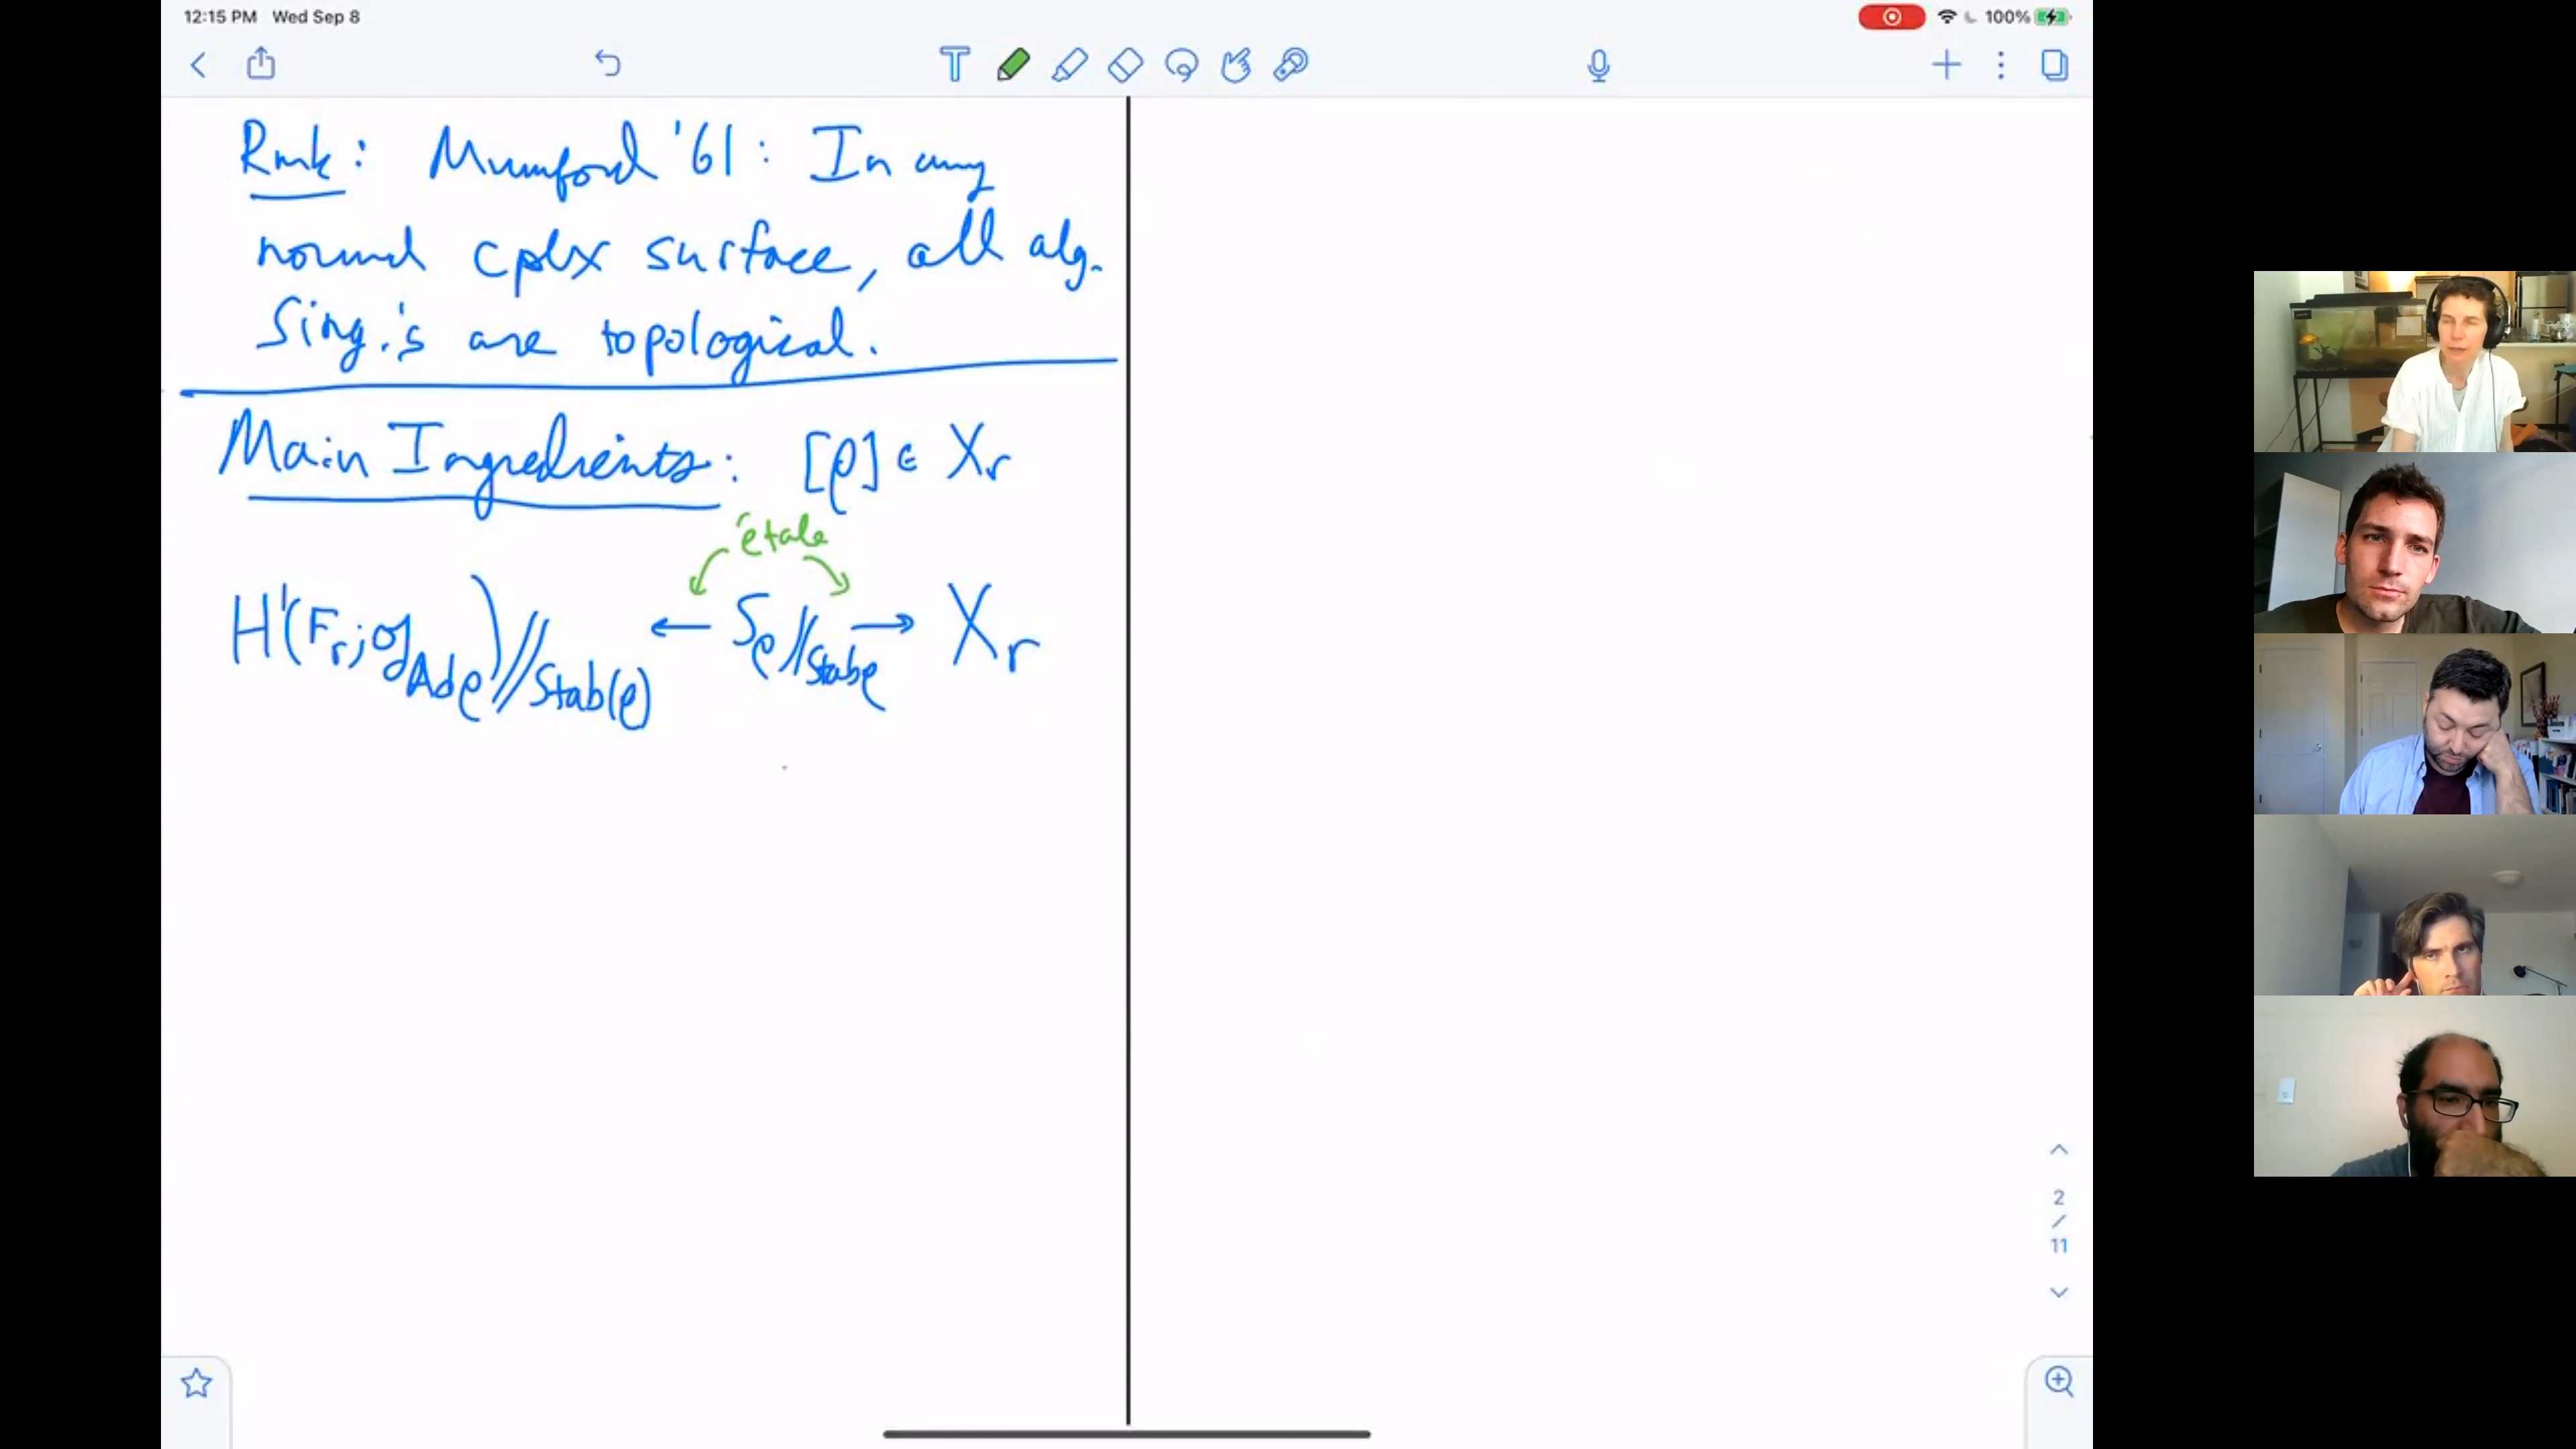 12:15 PM Wed Sep 8
100%
T
Rmk: Mumford '61: In any
normal cplx surface, all alg.
Sing.'s are topological.
Main Ingredients: [ρ] ∈ X_r
étale
H¹(F_r; 𝔤_{Ad ρ})//Stab(ρ) ← S_ρ//Stab ρ → X_r
2
/
11